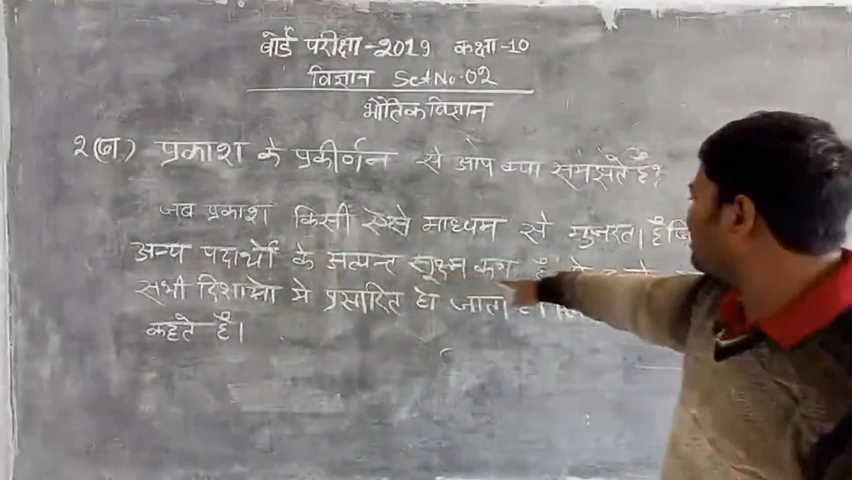 बोर्ड परीक्षा-2019 कक्षा-10
विज्ञान Set No-02
भौतिक विज्ञान
2(ज) प्रकाश के प्रकीर्णन से आप क्या समझते है?
जब प्रकाश किसी ऐसे माध्यम से गुजरता है
अन्य पदार्थो के अत्यन्त सूक्ष्म कण
सभी दिशाओ मे प्रसारित हो जाता
कहते है।